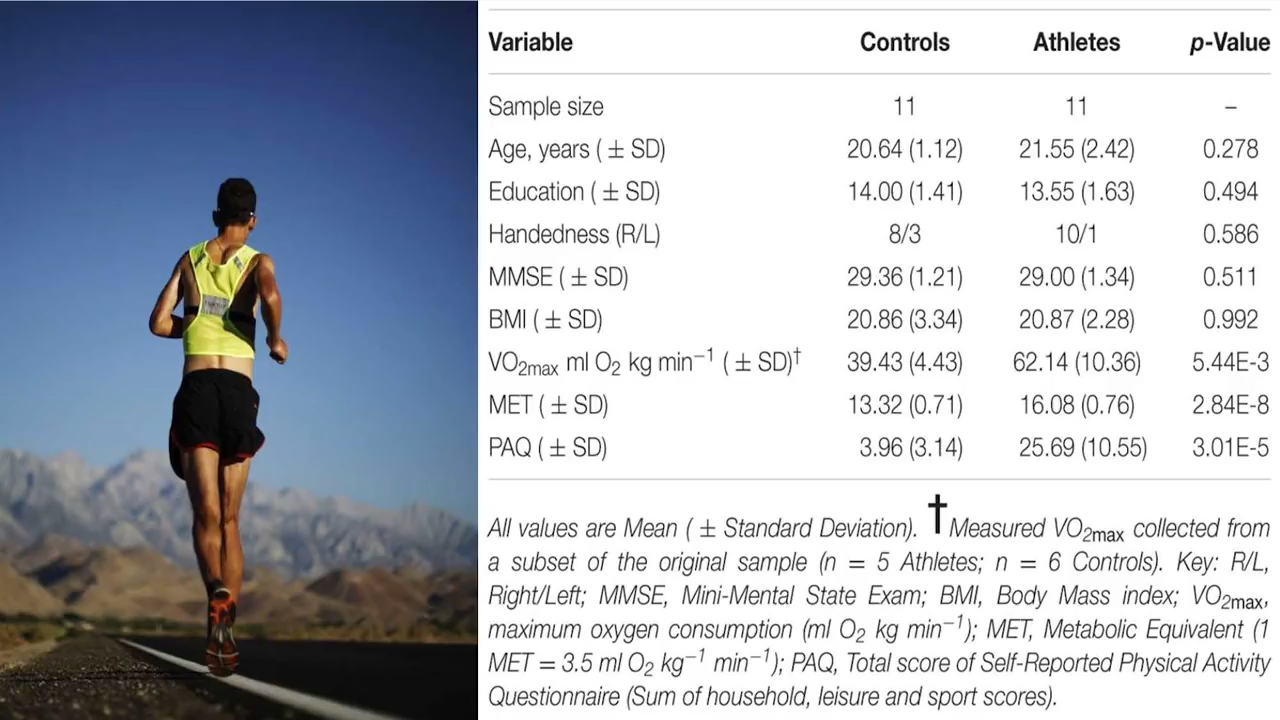 Variable Controls Athletes p-Value
Sample size 11 11 –
Age, years ( ± SD) 20.64 (1.12) 21.55 (2.42) 0.278
Education ( ± SD) 14.00 (1.41) 13.55 (1.63) 0.494
Handedness (R/L) 8/3 10/1 0.586
MMSE ( ± SD) 29.36 (1.21) 29.00 (1.34) 0.511
BMI ( ± SD) 20.86 (3.34) 20.87 (2.28) 0.992
VO₂max ml O₂ kg min⁻¹ ( ± SD)† 39.43 (4.43) 62.14 (10.36) 5.44E-3
MET ( ± SD) 13.32 (0.71) 16.08 (0.76) 2.84E-8
PAQ ( ± SD) 3.96 (3.14) 25.69 (10.55) 3.01E-5
All values are Mean ( ± Standard Deviation). †Measured VO₂max collected from
a subset of the original sample (n = 5 Athletes; n = 6 Controls). Key: R/L,
Right/Left; MMSE, Mini-Mental State Exam; BMI, Body Mass index; VO₂max,
maximum oxygen consumption (ml O₂ kg min⁻¹); MET, Metabolic Equivalent (1
MET = 3.5 ml O₂ kg⁻¹ min⁻¹); PAQ, Total score of Self-Reported Physical Activity
Questionnaire (Sum of household, leisure and sport scores).